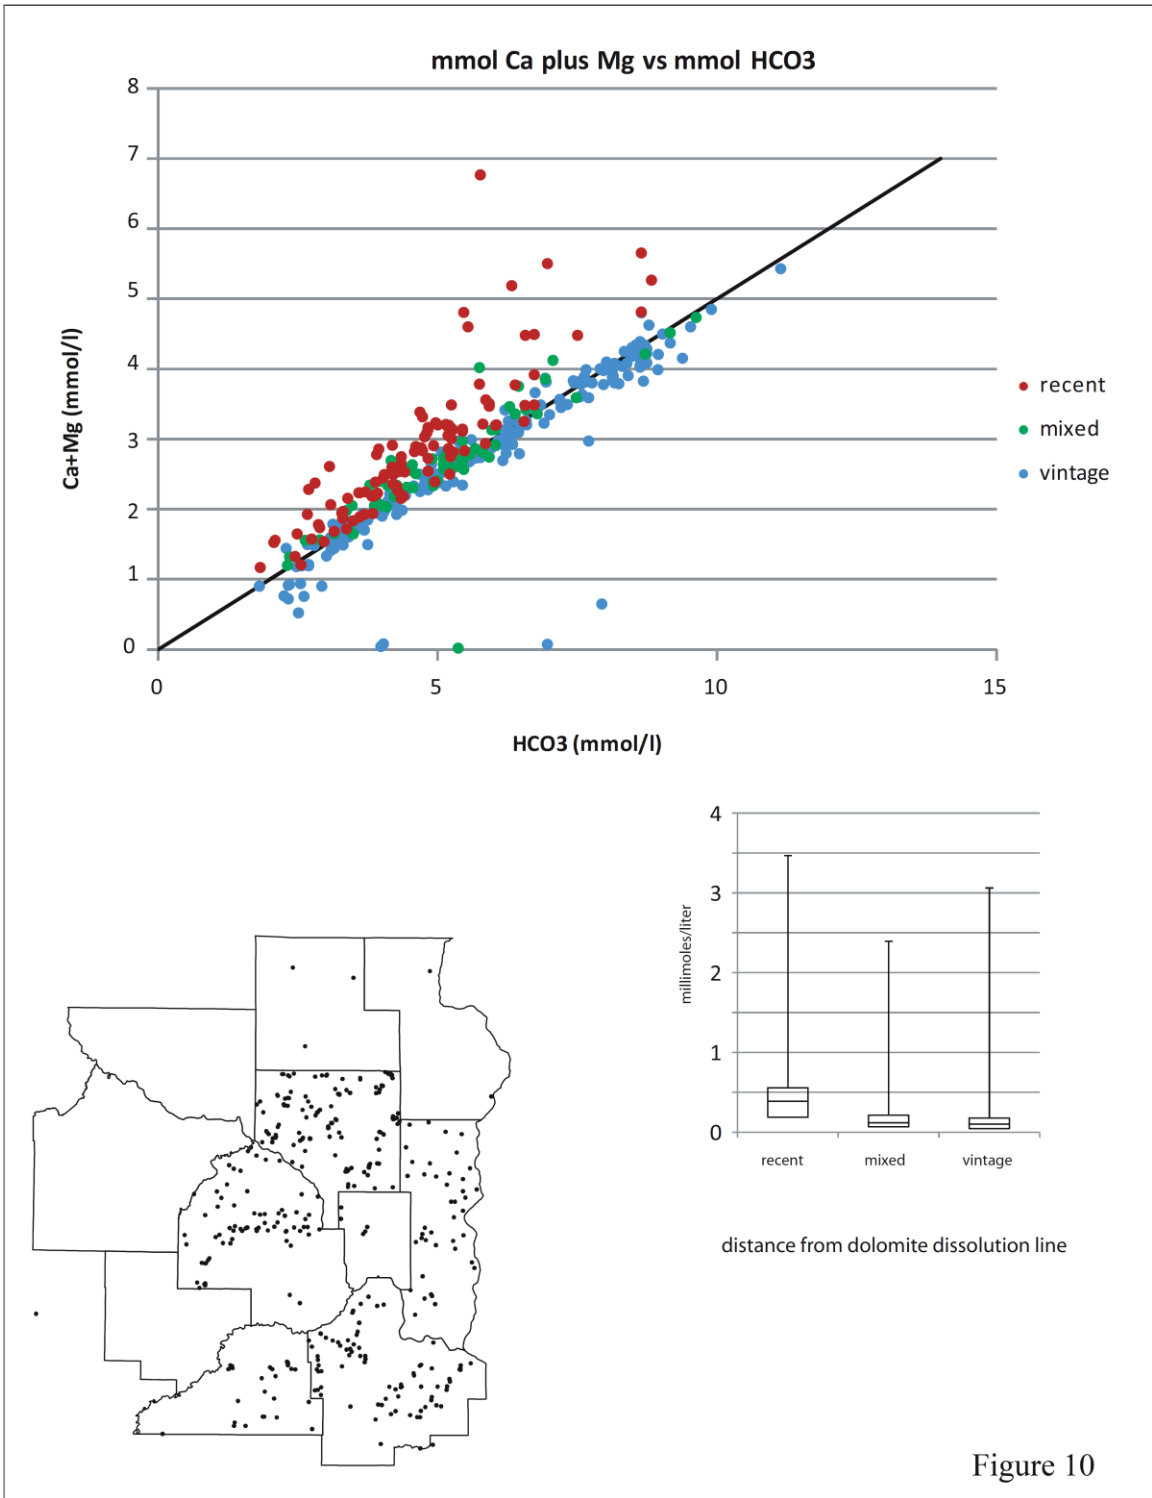 mmol Ca plus Mg vs mmol HCO3
8
7
6
5
4
3
2
1
0
Ca+Mg (mmol/l)
0 5 10 15
HCO3 (mmol/l)
recent
mixed
vintage
4
3
2
1
0
millimoles/liter
recent mixed vintage
distance from dolomite dissolution line
Figure 10